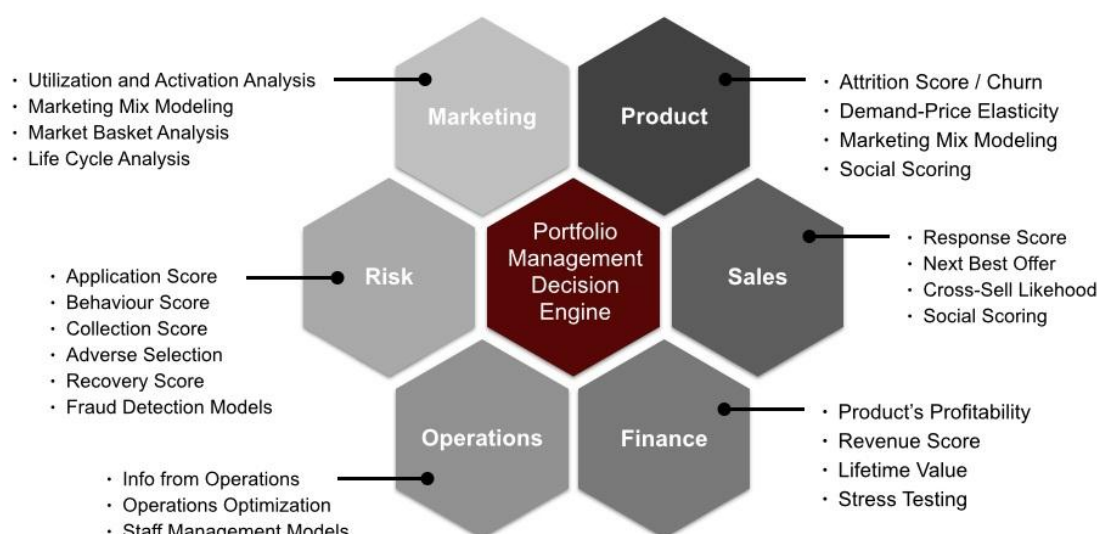 · Utilization and Activation Analysis
· Marketing Mix Modeling
· Market Basket Analysis
· Life Cycle Analysis
Marketing
Product
· Attrition Score / Churn
· Demand-Price Elasticity
· Marketing Mix Modeling
· Social Scoring
· Application Score
· Behaviour Score
· Collection Score
· Adverse Selection
· Recovery Score
· Fraud Detection Models
Risk
Portfolio
Management
Decision
Engine
Sales
· Response Score
· Next Best Offer
· Cross-Sell Likehood
· Social Scoring
· Info from Operations
· Operations Optimization
· Staff Management Models
Operations
Finance
· Product’s Profitability
· Revenue Score
· Lifetime Value
· Stress Testing